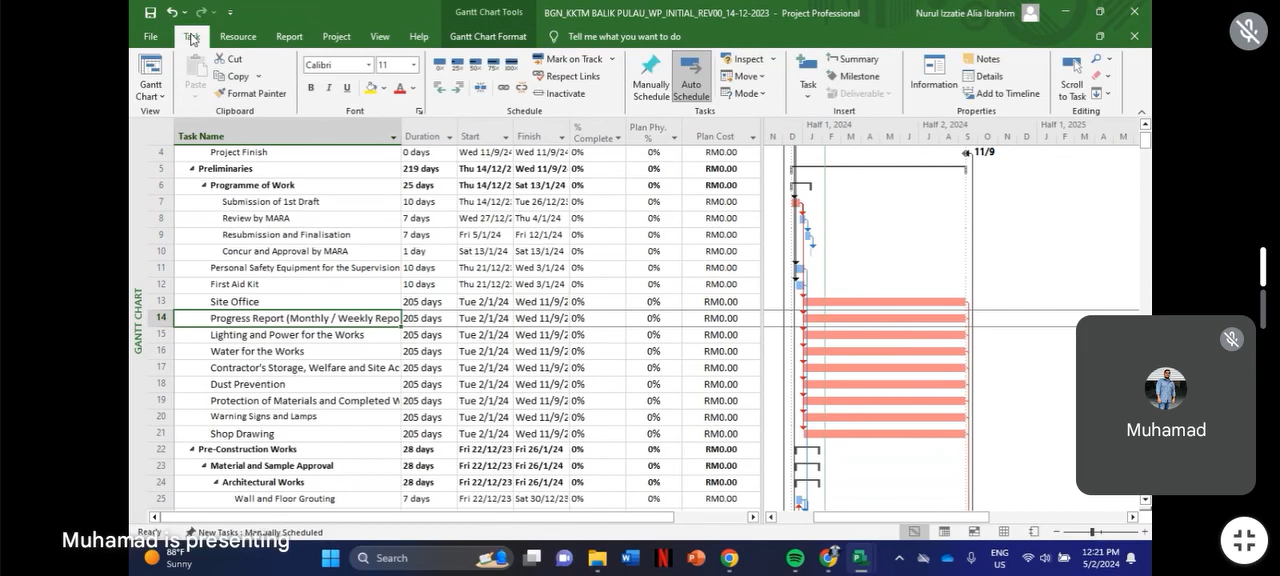 Gantt Chart Tools
BGN_KKTM BALIK PULAU_WP_INITIAL_REV00_14-12-2023 - Project Professional
Nurul Izzatie Alia Ibrahim
File Task Resource Report Project View Help Gantt Chart Format Tell me what you want to do
Gantt Chart
View
Paste
Cut
Copy
Format Painter
Clipboard
Calibri 11
B I U
Font
0% 25% 50% 75% 100%
Mark on Track
Respect Links
Inactivate
Schedule
Manually Schedule
Auto Schedule
Inspect
Move
Mode
Tasks
Task
Summary
Milestone
Deliverable
Insert
Information
Notes
Details
Add to Timeline
Properties
Scroll to Task
Editing
Task Name Duration Start Finish % Complete Plan Phy. % Plan Cost
Half 1, 2024 Half 2, 2024 Half 1, 2025
N D J F M A M J J A S O N D J F M A M
4 Project Finish 0 days Wed 11/9/24 Wed 11/9/2 0% 0% RM0.00
11/9
5 Preliminaries 219 days Thu 14/12/2 Wed 11/9/2 0% 0% RM0.00
6 Programme of Work 25 days Thu 14/12/2 Sat 13/1/24 0% 0% RM0.00
7 Submission of 1st Draft 10 days Thu 14/12/2 Tue 26/12/2 0% 0% RM0.00
8 Review by MARA 7 days Wed 27/12/2 Thu 4/1/24 0% 0% RM0.00
9 Resubmission and Finalisation 7 days Fri 5/1/24 Fri 12/1/24 0% 0% RM0.00
10 Concur and Approval by MARA 1 day Sat 13/1/24 Sat 13/1/24 0% 0% RM0.00
11 Personal Safety Equipment for the Supervision 10 days Thu 21/12/2 Wed 3/1/24 0% 0% RM0.00
12 First Aid Kit 10 days Thu 21/12/2 Wed 3/1/24 0% 0% RM0.00
13 Site Office 205 days Tue 2/1/24 Wed 11/9/2 0% 0% RM0.00
14 Progress Report (Monthly / Weekly Repo 205 days Tue 2/1/24 Wed 11/9/2 0% 0% RM0.00
15 Lighting and Power for the Works 205 days Tue 2/1/24 Wed 11/9/2 0% 0% RM0.00
16 Water for the Works 205 days Tue 2/1/24 Wed 11/9/2 0% 0% RM0.00
17 Contractor's Storage, Welfare and Site Ac 205 days Tue 2/1/24 Wed 11/9/2 0% 0% RM0.00
18 Dust Prevention 205 days Tue 2/1/24 Wed 11/9/2 0% 0% RM0.00
19 Protection of Materials and Completed W 205 days Tue 2/1/24 Wed 11/9/2 0% 0% RM0.00
20 Warning Signs and Lamps 205 days Tue 2/1/24 Wed 11/9/2 0% 0% RM0.00
21 Shop Drawing 205 days Tue 2/1/24 Wed 11/9/2 0% 0% RM0.00
22 Pre-Construction Works 28 days Fri 22/12/23 Fri 26/1/24 0% 0% RM0.00
23 Material and Sample Approval 28 days Fri 22/12/23 Fri 26/1/24 0% 0% RM0.00
24 Architectural Works 28 days Fri 22/12/23 Fri 26/1/24 0% 0% RM0.00
25 Wall and Floor Grouting 7 days Fri 22/12/23 Sat 30/12/2 0% 0% RM0.00
GANTT CHART
Muhamad
Ready New Tasks : Manually Scheduled
Muhamad is presenting
88°F
Sunny
Search
ENG
US
12:21 PM
5/2/2024